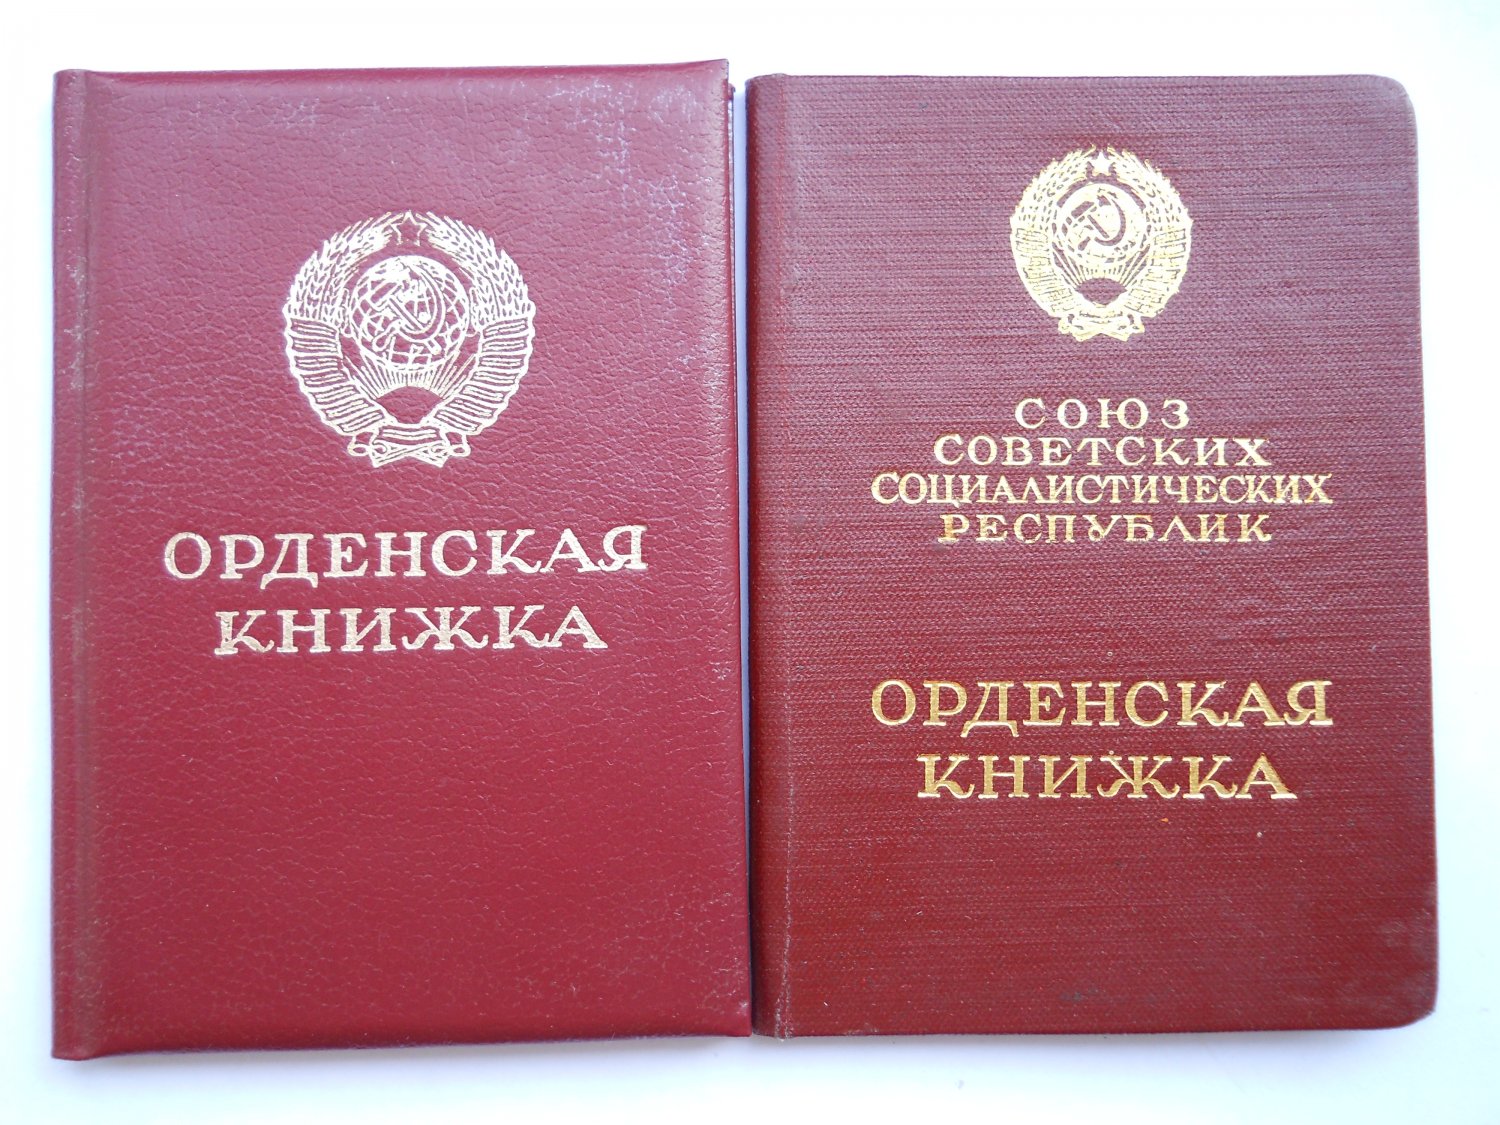 ОРДЕНСКАЯ
КНИЖКА
СОЮЗ
СОВЕТСКИХ
СОЦИАЛИСТИЧЕСКИХ
РЕСПУБЛИК
ОРДЕНСКАЯ
КНИЖКА